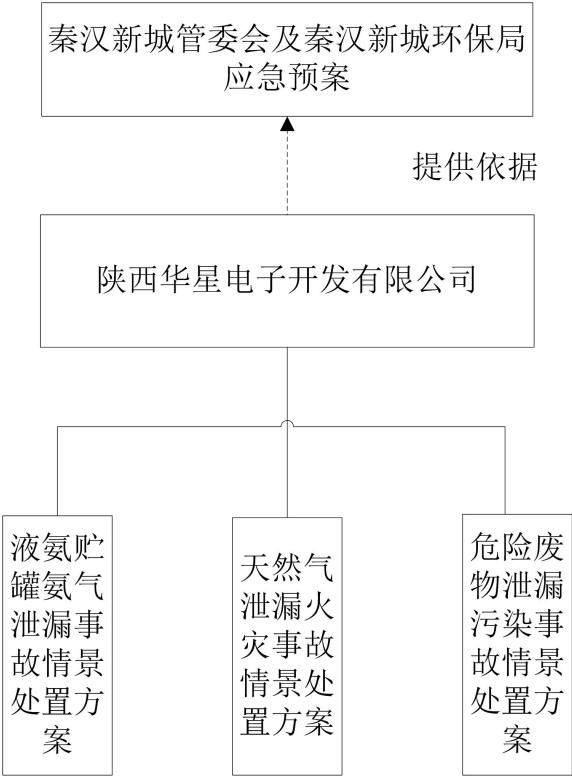 秦汉新城管委会及秦汉新城环保局
应急预案
提供依据
陕西华星电子开发有限公司
液氨贮
罐氨气
泄漏事
故情景
处置方
案
天然气
泄漏火
灾事故
情景处
置方案
危险废
物泄漏
污染事
故情景
处置方案